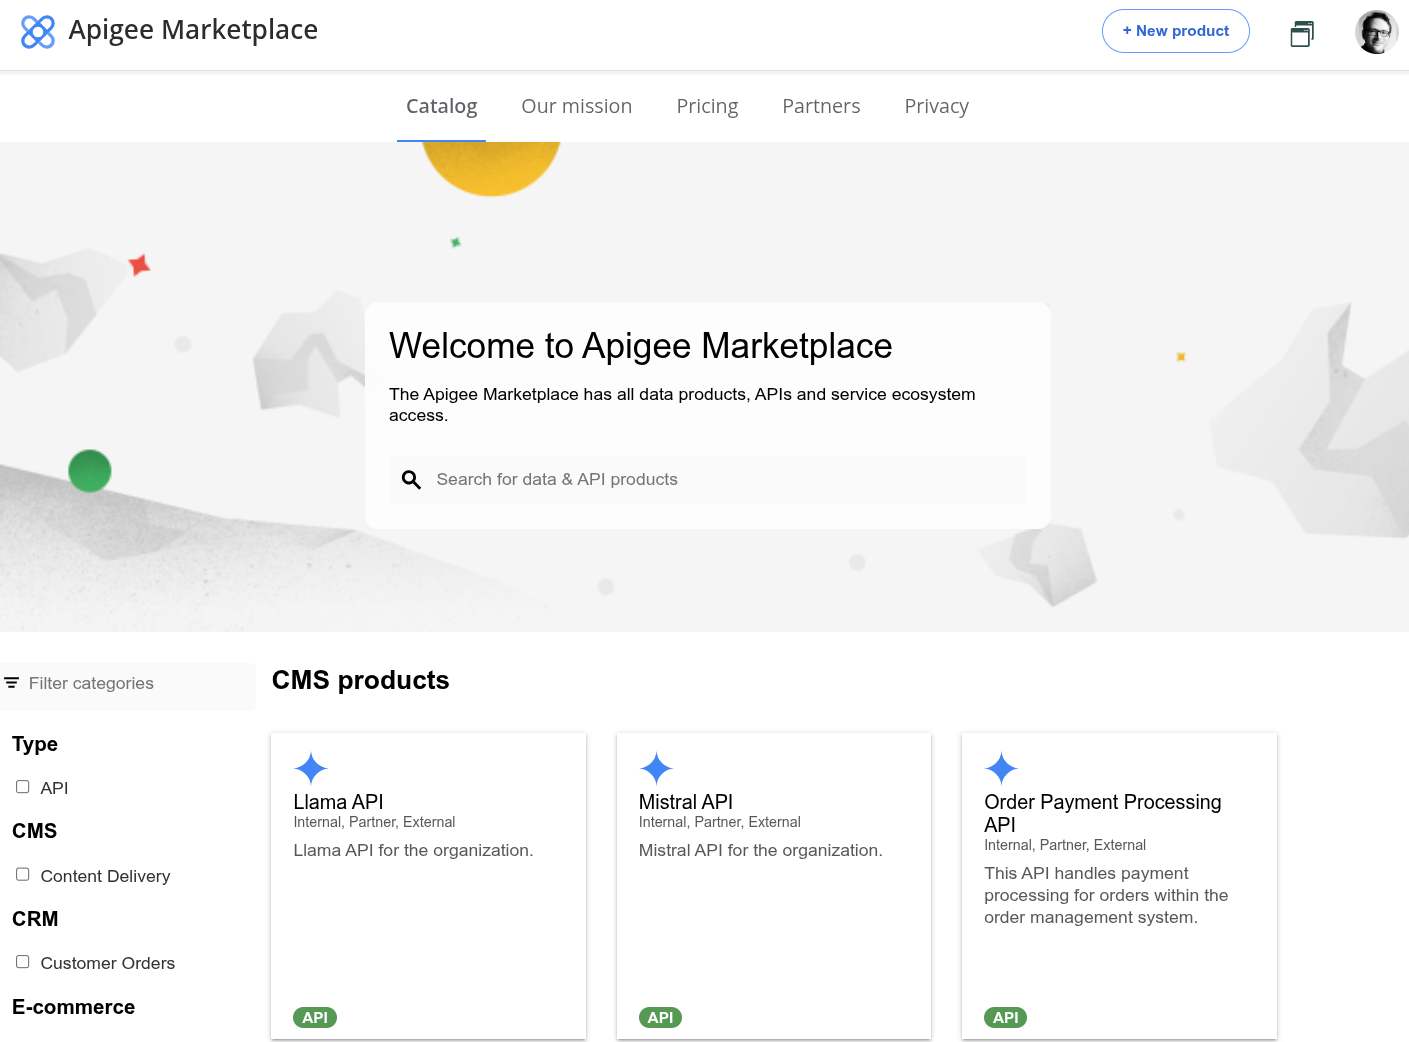 Apigee Marketplace
+ New product
Catalog
Our mission
Pricing
Partners
Privacy
Welcome to Apigee Marketplace
The Apigee Marketplace has all data products, APIs and service ecosystem
access.
Search for data & API products
Filter categories
Type
API
CMS
Content Delivery
CRM
Customer Orders
E-commerce
CMS products
Llama API
Internal, Partner, External
Llama API for the organization.
API
Mistral API
Internal, Partner, External
Mistral API for the organization.
API
Order Payment Processing
API
Internal, Partner, External
This API handles payment
processing for orders within the
order management system.
API